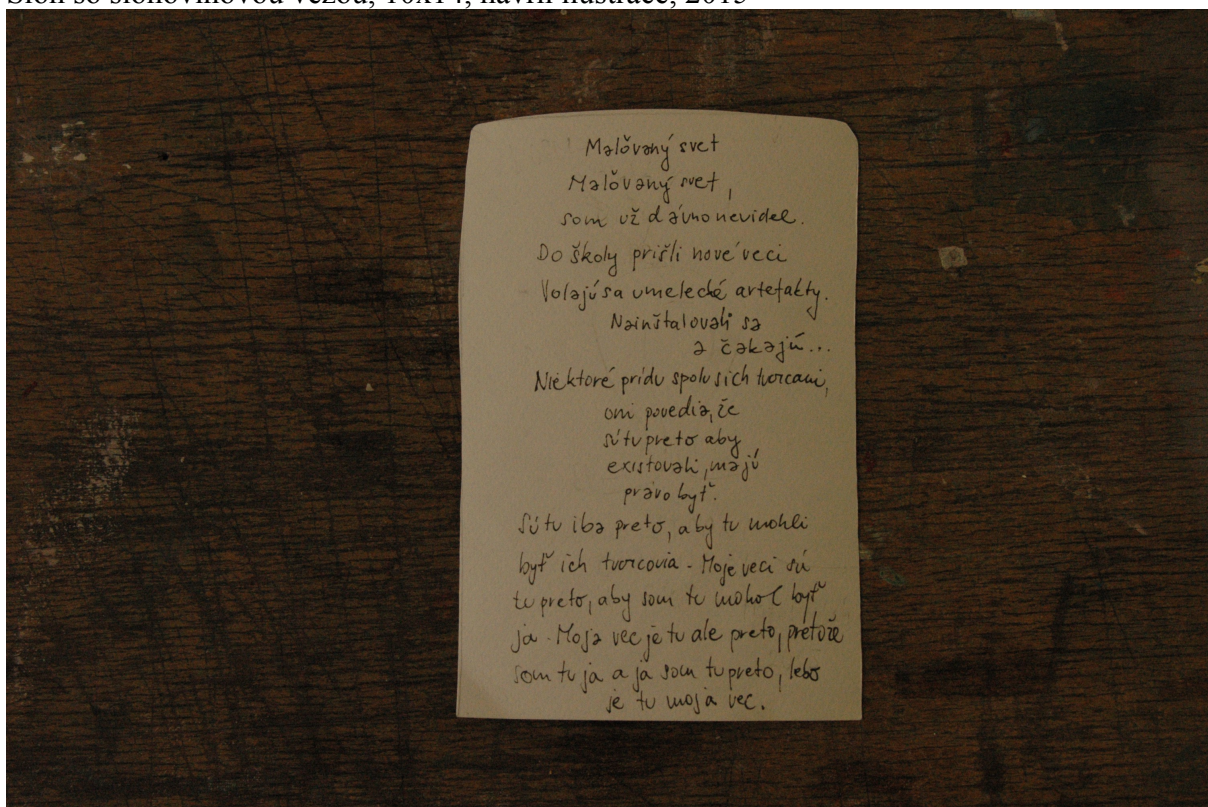 Slon so slonovinovou vežou, 10x14, návrh ilustrace, 2015
Maľovaný svet
Maľovaný svet,
som už dávno nevidel.
Do školy prišli nové veci
Volajú sa umelecké artefakty.
Nainštalovali sa
a čakajú...
Niektoré prídu spolu s ich tvorcami,
oni povedia, že
sú tu preto aby
existovali, majú
právo byť.
Sú tu iba preto, aby tu mohli
byť ich tvorcovia. Moje veci sú
tu preto, aby som tu mohol byť
ja. Moja vec je tu ale preto, pretože
som tu ja a ja som tu preto, lebo
je tu moja vec.